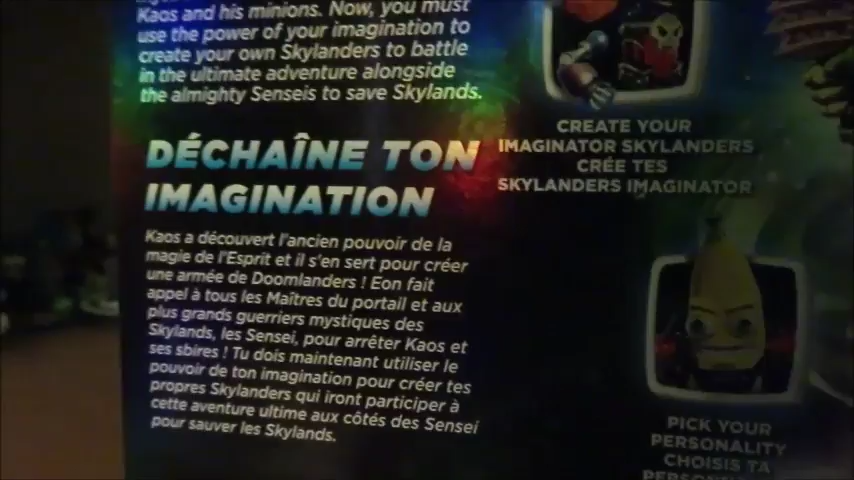 Kaos and his minions. Now, you must
use the power of your imagination to
create your own Skylanders to battle
in the ultimate adventure alongside
the almighty Senseis to save Skylands.
DÉCHAÎNE TON
IMAGINATION
Kaos a découvert l'ancien pouvoir de la
magie de l'Esprit et il s'en sert pour créer
une armée de Doomlanders ! Eon fait
appel à tous les Maîtres du portail et aux
plus grands guerriers mystiques des
Skylands, les Sensei, pour arrêter Kaos et
ses sbires ! Tu dois maintenant utiliser le
pouvoir de ton imagination pour créer tes
propres Skylanders qui iront participer à
cette aventure ultime aux côtés des Sensei
pour sauver les Skylands.
CREATE YOUR
IMAGINATOR SKYLANDERS
CRÉE TES
SKYLANDERS IMAGINATOR
PICK YOUR
PERSONALITY
CHOISIS TA